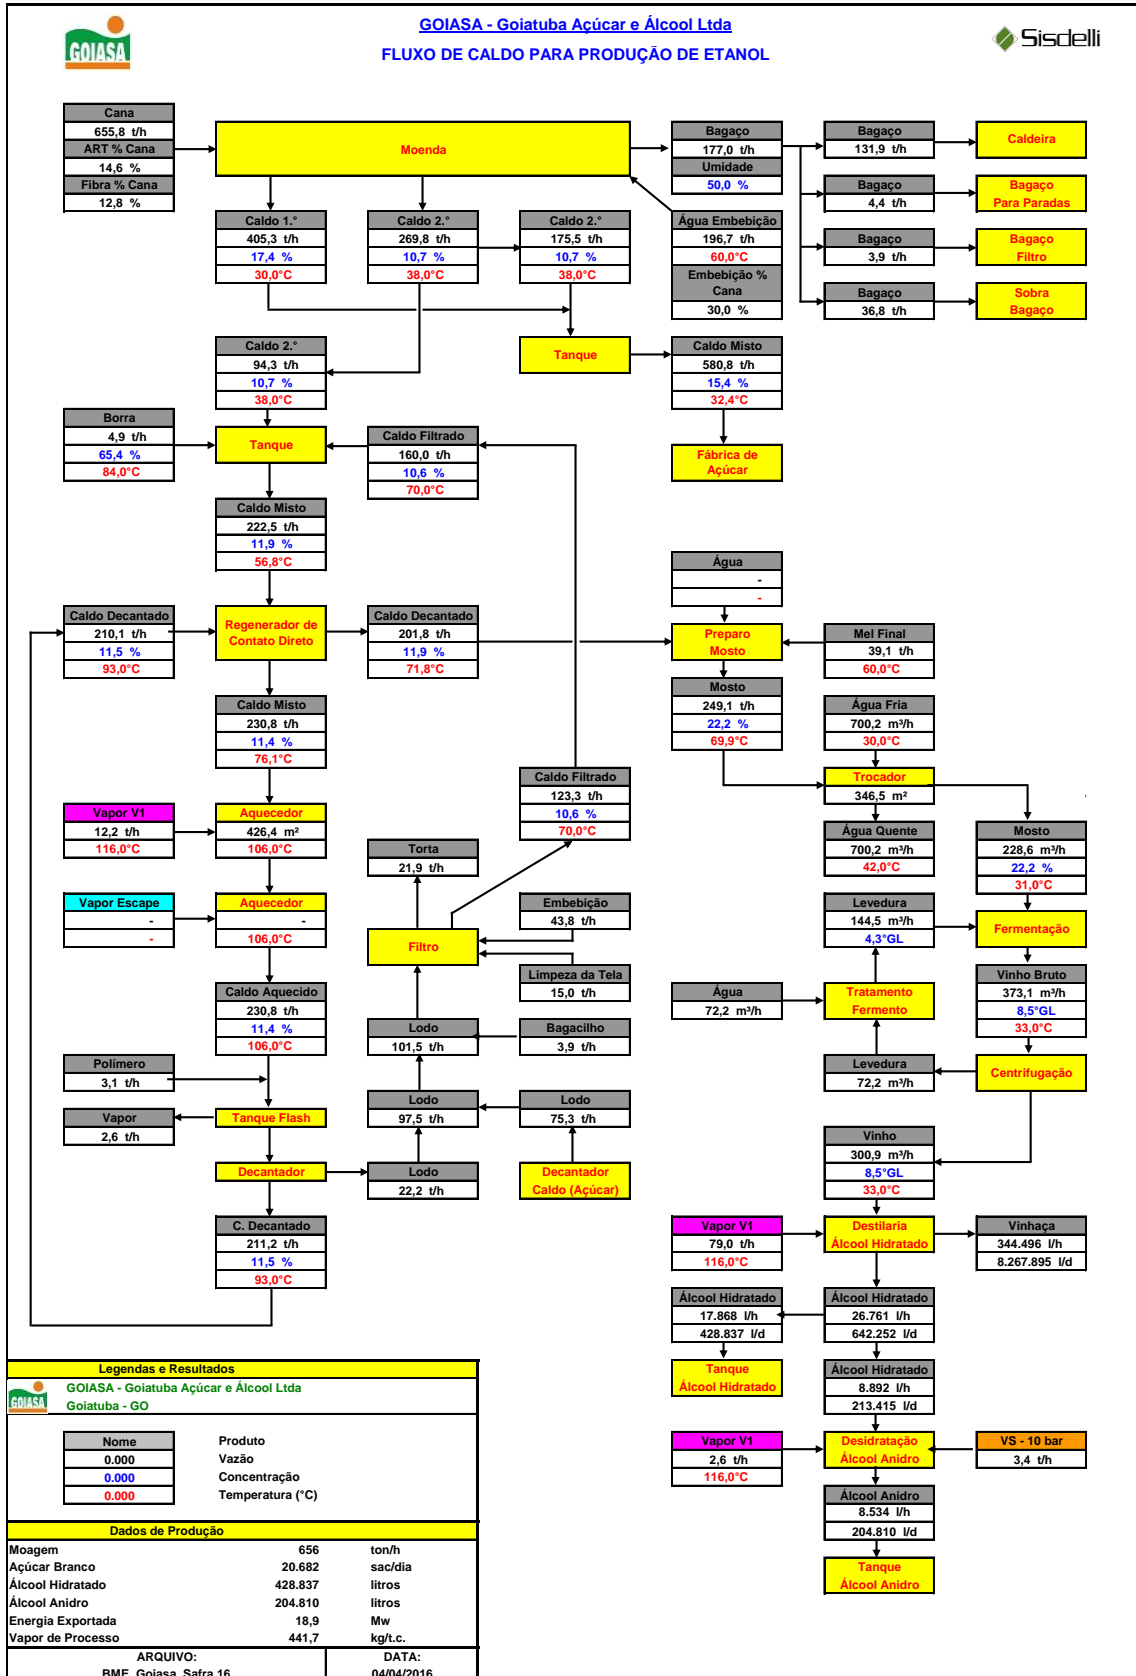 GOIASA - Goiatuba Açúcar e Álcool Ltda
FLUXO DE CALDO PARA PRODUÇÃO DE ETANOL
GOIASA
Sisdelli
Cana
655,8 t/h
ART % Cana
14,6 %
Fibra % Cana
12,8 %
Moenda
Bagaço
177,0 t/h
Umidade
50,0 %
Bagaço
131,9 t/h
Caldeira
Bagaço
4,4 t/h
Bagaço
Para Paradas
Bagaço
3,9 t/h
Bagaço
Filtro
Bagaço
36,8 t/h
Sobra
Bagaço
Caldo 1.°
405,3 t/h
17,4 %
30,0°C
Caldo 2.°
269,8 t/h
10,7 %
38,0°C
Caldo 2.°
175,5 t/h
10,7 %
38,0°C
Água Embebição
196,7 t/h
60,0°C
Embebição %
Cana
30,0 %
Caldo 2.°
94,3 t/h
10,7 %
38,0°C
Tanque
Caldo Misto
580,8 t/h
15,4 %
32,4°C
Fábrica de
Açúcar
Borra
4,9 t/h
65,4 %
84,0°C
Tanque
Caldo Filtrado
160,0 t/h
10,6 %
70,0°C
Caldo Misto
222,5 t/h
11,9 %
56,8°C
Água
-
-
Caldo Decantado
210,1 t/h
11,5 %
93,0°C
Regenerador de
Contato Direto
Caldo Decantado
201,8 t/h
11,9 %
71,8°C
Preparo
Mosto
Mel Final
39,1 t/h
60,0°C
Caldo Misto
230,8 t/h
11,4 %
76,1°C
Mosto
249,1 t/h
22,2 %
69,9°C
Água Fria
700,2 m³/h
30,0°C
Caldo Filtrado
123,3 t/h
10,6 %
70,0°C
Trocador
346,5 m²
Vapor V1
12,2 t/h
116,0°C
Aquecedor
426,4 m²
106,0°C
Água Quente
700,2 m³/h
42,0°C
Mosto
228,6 m³/h
22,2 %
31,0°C
Torta
21,9 t/h
Vapor Escape
-
-
Aquecedor
-
106,0°C
Embebição
43,8 t/h
Levedura
144,5 m³/h
4,3°GL
Fermentação
Filtro
Limpeza da Tela
15,0 t/h
Vinho Bruto
373,1 m³/h
8,5°GL
33,0°C
Caldo Aquecido
230,8 t/h
11,4 %
106,0°C
Água
72,2 m³/h
Tratamento
Fermento
Lodo
101,5 t/h
Bagacilho
3,9 t/h
Polímero
3,1 t/h
Levedura
72,2 m³/h
Centrifugação
Lodo
97,5 t/h
Lodo
75,3 t/h
Vapor
2,6 t/h
Tanque Flash
Vinho
300,9 m³/h
8,5°GL
33,0°C
Decantador
Lodo
22,2 t/h
Decantador
Caldo (Açúcar)
C. Decantado
211,2 t/h
11,5 %
93,0°C
Vapor V1
79,0 t/h
116,0°C
Destilaria
Álcool Hidratado
Vinhaça
344.496 l/h
8.267.895 l/d
Álcool Hidratado
17.868 l/h
428.837 l/d
Álcool Hidratado
26.761 l/h
642.252 l/d
Tanque
Álcool Hidratado
Álcool Hidratado
8.892 l/h
213.415 l/d
Vapor V1
2,6 t/h
116,0°C
Desidratação
Álcool Anidro
VS - 10 bar
3,4 t/h
Álcool Anidro
8.534 l/h
204.810 l/d
Tanque
Álcool Anidro
Legendas e Resultados
GOIASA
GOIASA - Goiatuba Açúcar e Álcool Ltda
Goiatuba - GO
Nome Produto
0.000 Vazão
0.000 Concentração
0.000 Temperatura (°C)
Dados de Produção
Moagem 656 ton/h
Açúcar Branco 20.682 sac/dia
Álcool Hidratado 428.837 litros
Álcool Anidro 204.810 litros
Energia Exportada 18,9 Mw
Vapor de Processo 441,7 kg/t.c.
ARQUIVO: DATA:
BME_Goiasa_Safra 16 04/04/2016